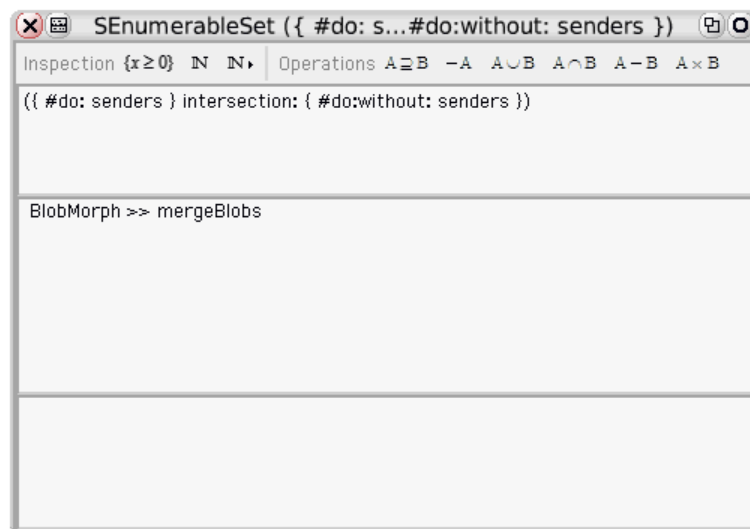 SEnumerableSet ({ #do: s...#do:without: senders })
Inspection {x ≥ 0} ℕ ℕ▸ Operations A⊇B −A A∪B A∩B A−B A×B
({ #do: senders } intersection: { #do:without: senders })
BlobMorph >> mergeBlobs